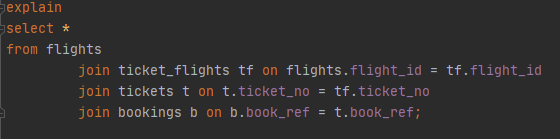 explain
select *
from flights
join ticket_flights tf on flights.flight_id = tf.flight_id
join tickets t on t.ticket_no = tf.ticket_no
join bookings b on b.book_ref = t.book_ref;